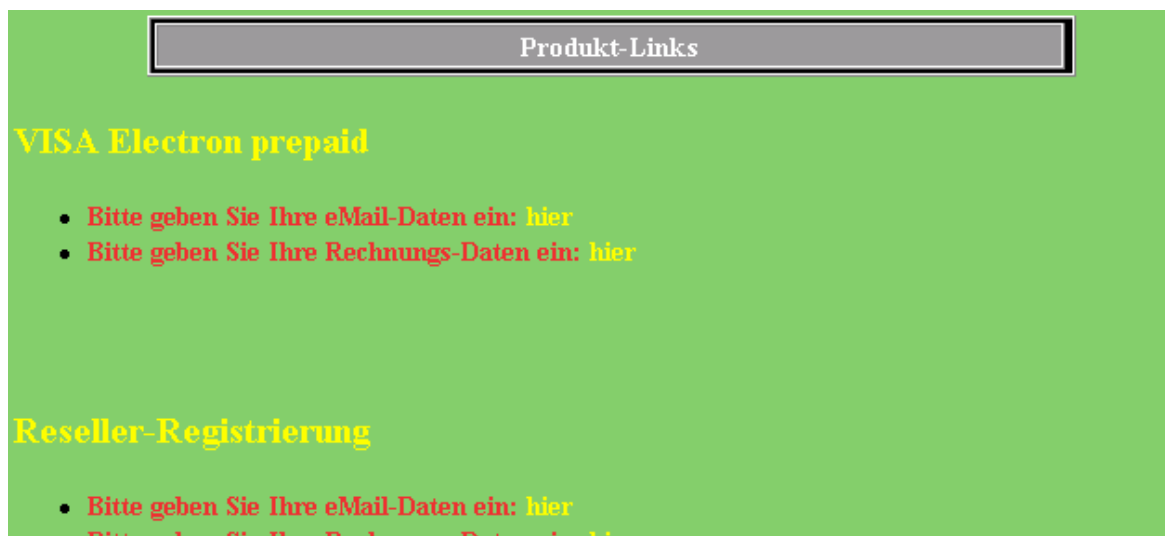 Produkt-Links
VISA Electron prepaid
Bitte geben Sie Ihre eMail-Daten ein: hier
Bitte geben Sie Ihre Rechnungs-Daten ein: hier
Reseller-Registrierung
Bitte geben Sie Ihre eMail-Daten ein: hier